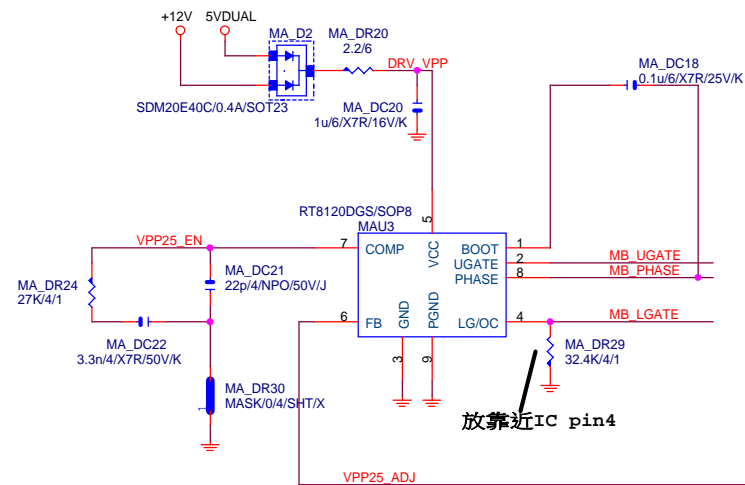 +12V
5VDUAL
MA_D2
MA_DR20
2.2/6
DRV_VPP
SDM20E40C/0.4A/SOT23
MA_DC20
1u/6/X7R/16V/K
MA_DC18
0.1u/6/X7R/25V/K
RT8120DGS/SOP8
MAU3
5
VPP25_EN
7
COMP
VCC
BOOT
1
UGATE
2
MB_UGATE
PHASE
8
MB_PHASE
MA_DR24
27K/4/1
MA_DC21
22p/4/NPO/50V/J
6
FB
GND
PGND
LG/OC
4
MB_LGATE
MA_DC22
3.3n/4/X7R/50V/K
3
9
MA_DR29
32.4K/4/1
MA_DR30
MASK/0/4/SHT/X
1
放靠近IC pin4
VPP25_ADJ